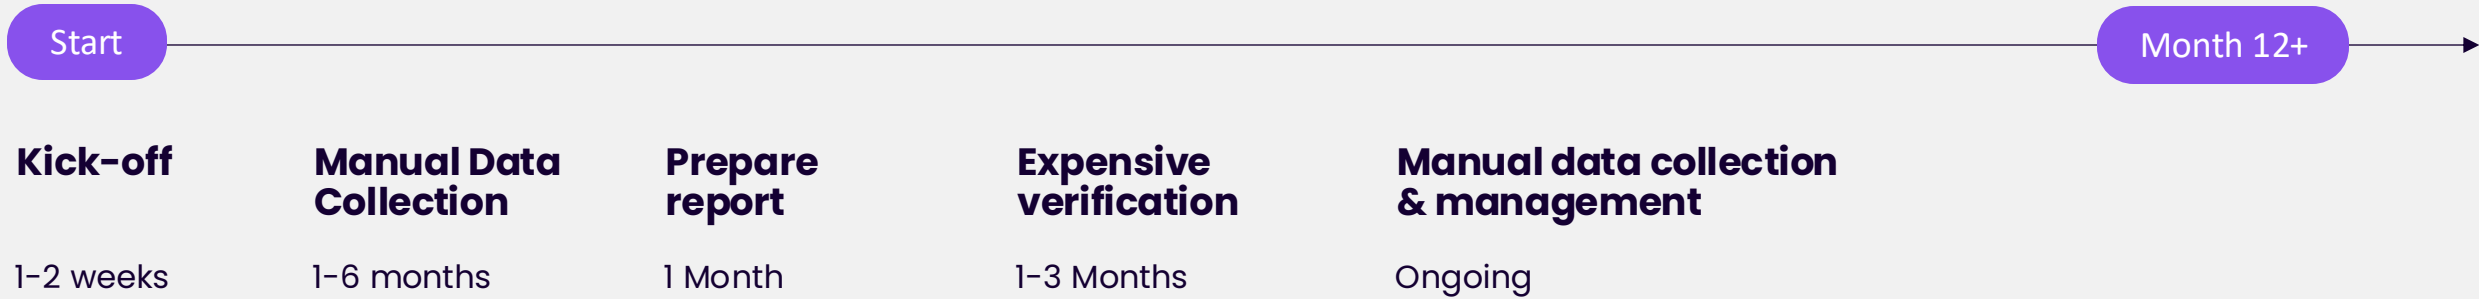 Start
Month 12+
Kick-off
Manual Data
Collection
Prepare
report
Expensive
verification
Manual data collection
& management
1-2 weeks
1-6 months
1 Month
1-3 Months
Ongoing